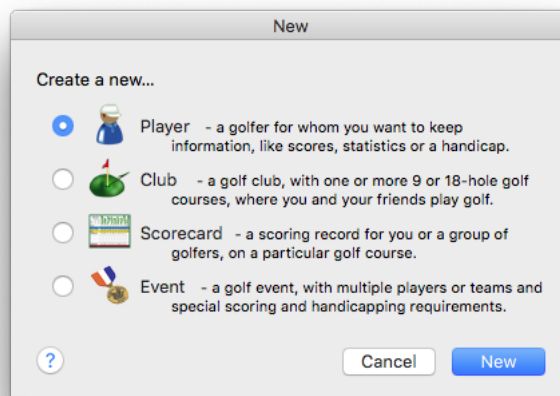 New
Create a new...
Player - a golfer for whom you want to keep
information, like scores, statistics or a handicap.
Club - a golf club, with one or more 9 or 18-hole golf
courses, where you and your friends play golf.
Scorecard - a scoring record for you or a group of
golfers, on a particular golf course.
Event - a golf event, with multiple players or teams and
special scoring and handicapping requirements.
?
Cancel
New